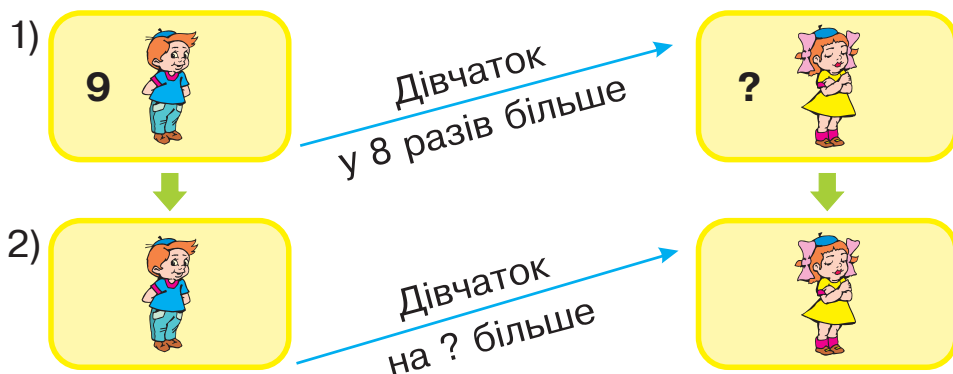 1)
9
Дівчаток
у 8 разів більше
?
2)
Дівчаток
на ? більше